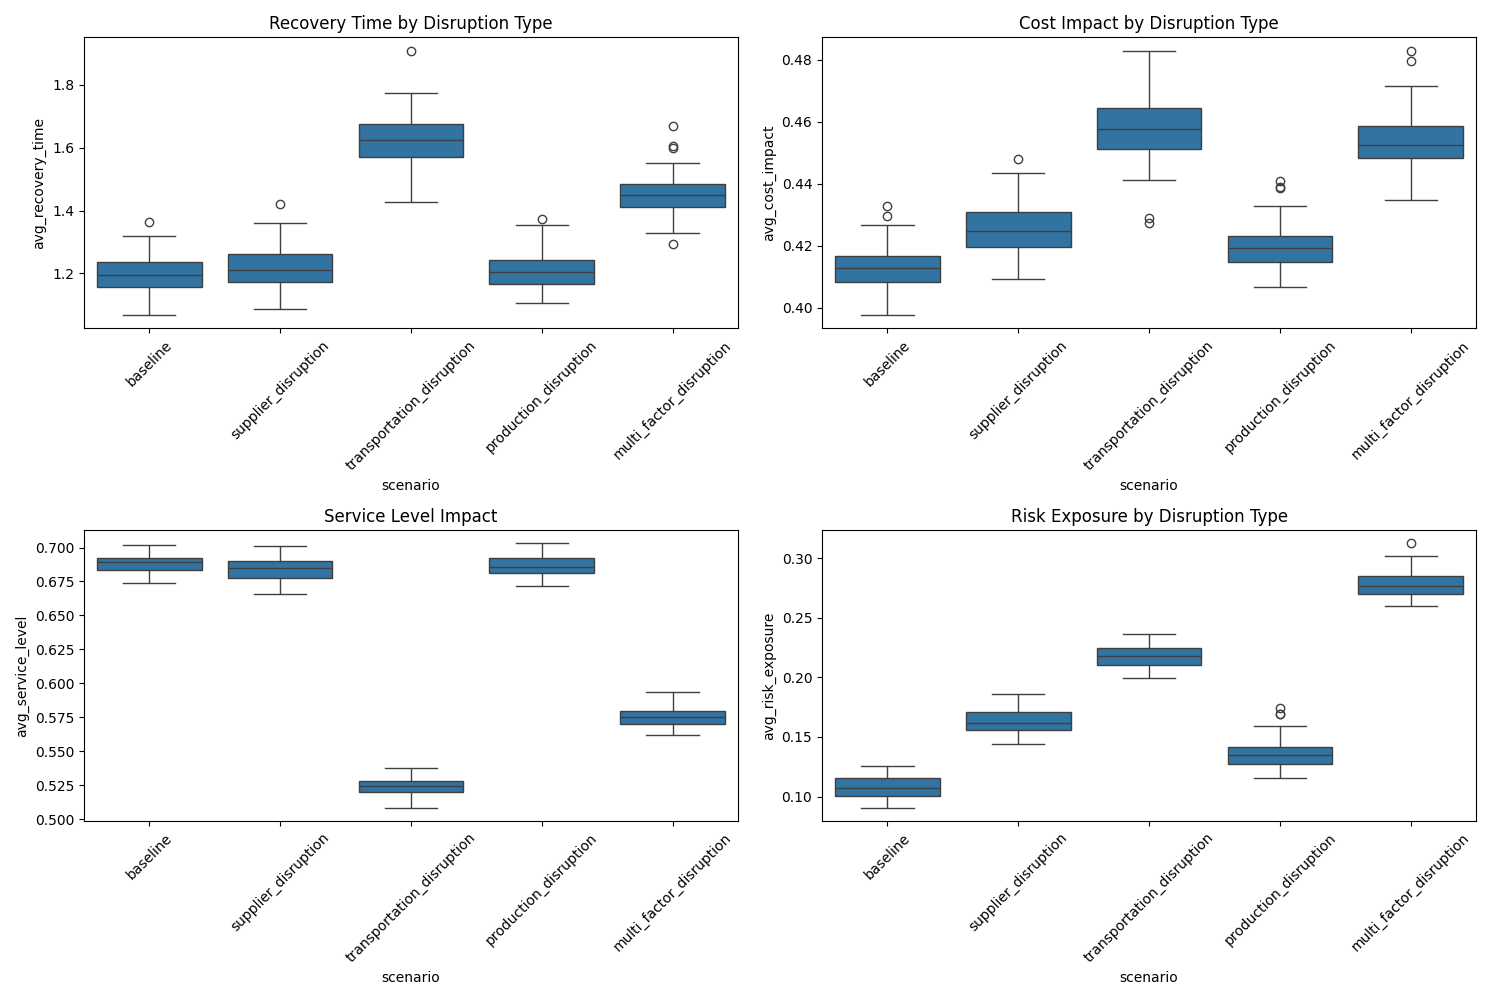 Recovery Time by Disruption Type
avg_recovery_time
1.8
1.6
1.4
1.2
baseline
supplier_disruption
transportation_disruption
production_disruption
multi_factor_disruption
scenario
Cost Impact by Disruption Type
avg_cost_impact
0.48
0.46
0.44
0.42
0.40
baseline
supplier_disruption
transportation_disruption
production_disruption
multi_factor_disruption
scenario
Service Level Impact
avg_service_level
0.700
0.675
0.650
0.625
0.600
0.575
0.550
0.525
0.500
baseline
supplier_disruption
transportation_disruption
production_disruption
multi_factor_disruption
scenario
Risk Exposure by Disruption Type
avg_risk_exposure
0.30
0.25
0.20
0.15
0.10
baseline
supplier_disruption
transportation_disruption
production_disruption
multi_factor_disruption
scenario